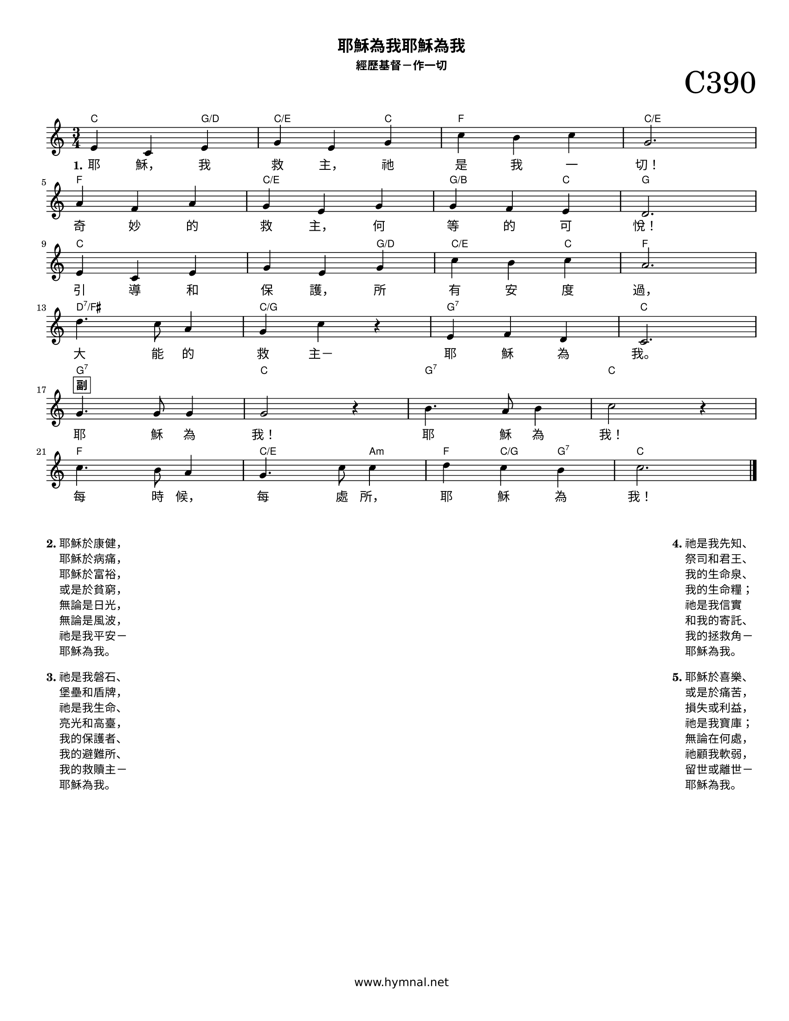 耶穌為我耶穌為我
經歷基督－作一切
C390
C G/D C/E C F C/E
3
4
1. 耶 穌， 我 救 主， 祂 是 我 一 切！
5 F C/E G/B C G
奇 妙 的 救 主， 何 等 的 可 悅！
9 C G/D C/E C F
引 導 和 保 護， 所 有 安 度 過，
13 D7/F♯ C/G G7 C
大 能 的 救 主－ 耶 穌 為 我。
G7 C G7 C
17 副
耶 穌 為 我！ 耶 穌 為 我！
21 F C/E Am F C/G G7 C
每 時 候， 每 處 所， 耶 穌 為 我！
2. 耶穌於康健，
耶穌於病痛，
耶穌於富裕，
或是於貧窮，
無論是日光，
無論是風波，
祂是我平安－
耶穌為我。
3. 祂是我磐石、
堡壘和盾牌，
祂是我生命、
亮光和高臺，
我的保護者、
我的避難所、
我的救贖主－
耶穌為我。
4. 祂是我先知、
祭司和君王、
我的生命泉、
我的生命糧；
祂是我信實
和我的寄託、
我的拯救角－
耶穌為我。
5. 耶穌於喜樂、
或是於痛苦，
損失或利益，
祂是我寶庫；
無論在何處，
祂顧我軟弱，
留世或離世－
耶穌為我。
www.hymnal.net